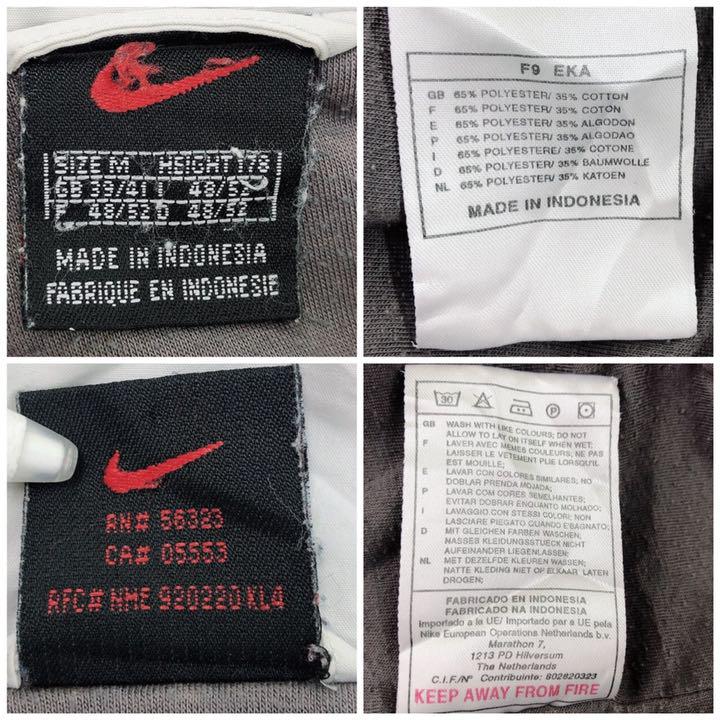 SIZE M HEIGHT 178
GB 39/41 I 48/52
F 48/52 D 48/52
MADE IN INDONESIA
FABRIQUE EN INDONESIE
F9 EKA
GB 65% POLYESTER/ 35% COTTON
F 65% POLYESTER/ 35% COTON
E 65% POLYESTER/ 35% ALGODON
P 65% POLYESTER/ 35% ALGODAO
I 65% POLYESTERE/ 35% COTONE
D 65% POLYESTER/ 35% BAUMWOLLE
NL 65% POLYESTER/ 35% KATOEN
MADE IN INDONESIA
RN# 56323
CA# 05553
RFC# NME 920220 KL4
30
P
GB WASH WITH LIKE COLOURS; DO NOT
ALLOW TO LAY ON ITSELF WHEN WET;
F LAVER AVEC MEMES COULEURS; NE PAS
LAISSER LE VETEMENT PLIE LORSQU'IL
EST MOUILLE;
E LAVAR CON COLORES SIMILARES; NO
DOBLAR PRENDA MOJADA;
P LAVAR COM CORES SEMELHANTES;
EVITAR DOBRAR ENQUANTO MOLHADO;
I LAVAGGIO CON STESSI COLORI; NON
LASCIARE PIEGATO QUANDO E'BAGNATO;
D MIT GLEICHEN FARBEN WASCHEN;
NASSES KLEIDUNGSSTUECK NICHT
AUFEINANDER LIEGENLASSEN;
NL MET DEZELFDE KLEUREN WASSEN;
NATTE KLEDING NIET OP ELKAAR LATEN
DROGEN;
FABRICADO EN INDONESIA
FABRICADO NA INDONESIA
Importado a la UE/ Importado par a UE pela
Nike European Operations Netherlands b.v.
Marathon 7,
1213 PD Hilversum
The Netherlands
C.I.F./Nº Contribuinte: 802820323
KEEP AWAY FROM FIRE